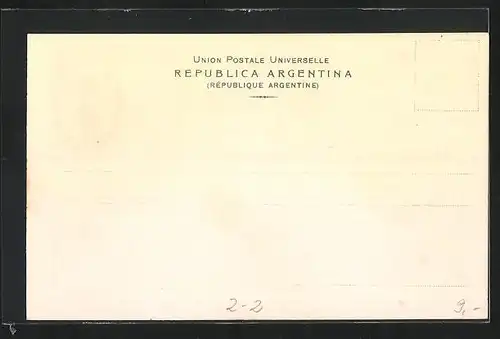 UNION POSTALE UNIVERSELLE
REPUBLICA ARGENTINA
(RÉPUBLIQUE ARGENTINE)
2-2
9,-